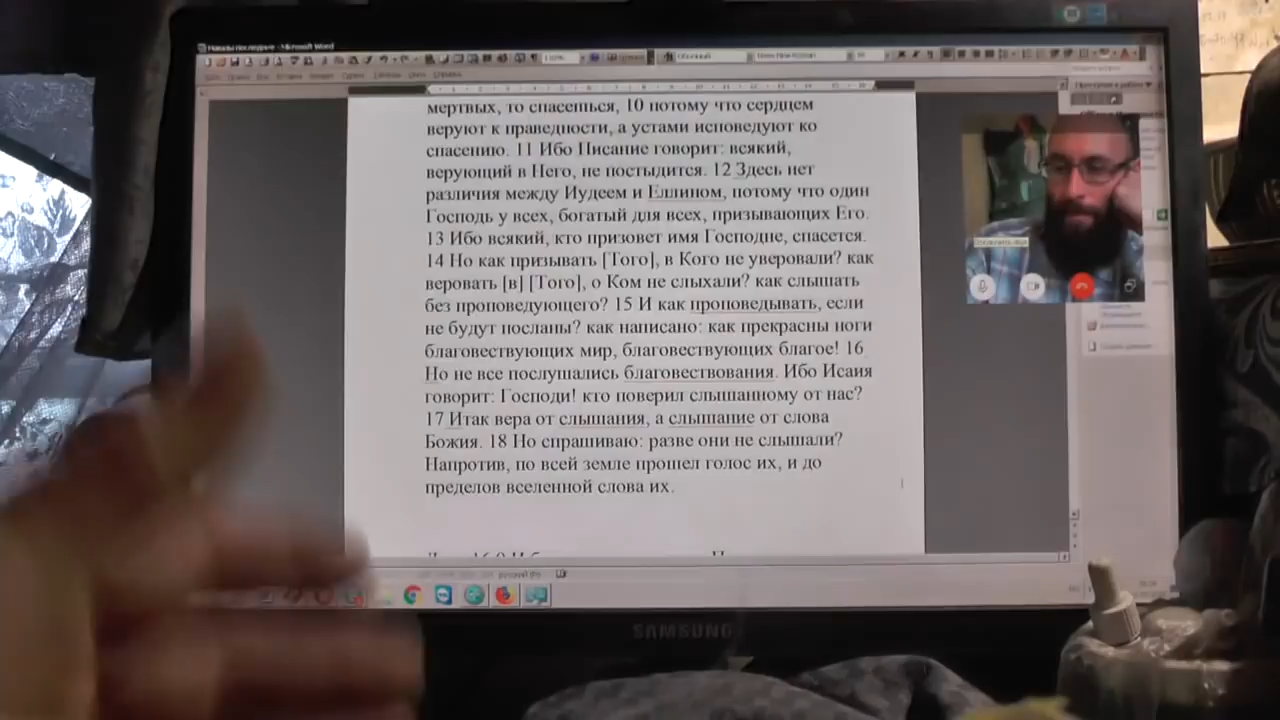 Microsoft Word
мертвых, то спасешься, 10 потому что сердцем
веруют к праведности, а устами исповедуют ко
спасению. 11 Ибо Писание говорит: всякий,
верующий в Него, не постыдится. 12 Здесь нет
различия между Иудеем и Еллином, потому что один
Господь у всех, богатый для всех, призывающих Его.
13 Ибо всякий, кто призовет имя Господне, спасется.
14 Но как призывать [Того], в Кого не уверовали? как
веровать [в] [Того], о Ком не слыхали? как слышать
без проповедующего? 15 И как проповедывать, если
не будут посланы? как написано: как прекрасны ноги
благовествующих мир, благовествующих благое! 16
Но не все послушались благовествования. Ибо Исаия
говорит: Господи! кто поверил слышанному от нас?
17 Итак вера от слышания, а слышание от слова
Божия. 18 Но спрашиваю: разве они не слышали?
Напротив, по всей земле прошел голос их, и до
пределов вселенной слова их.
SAMSUNG